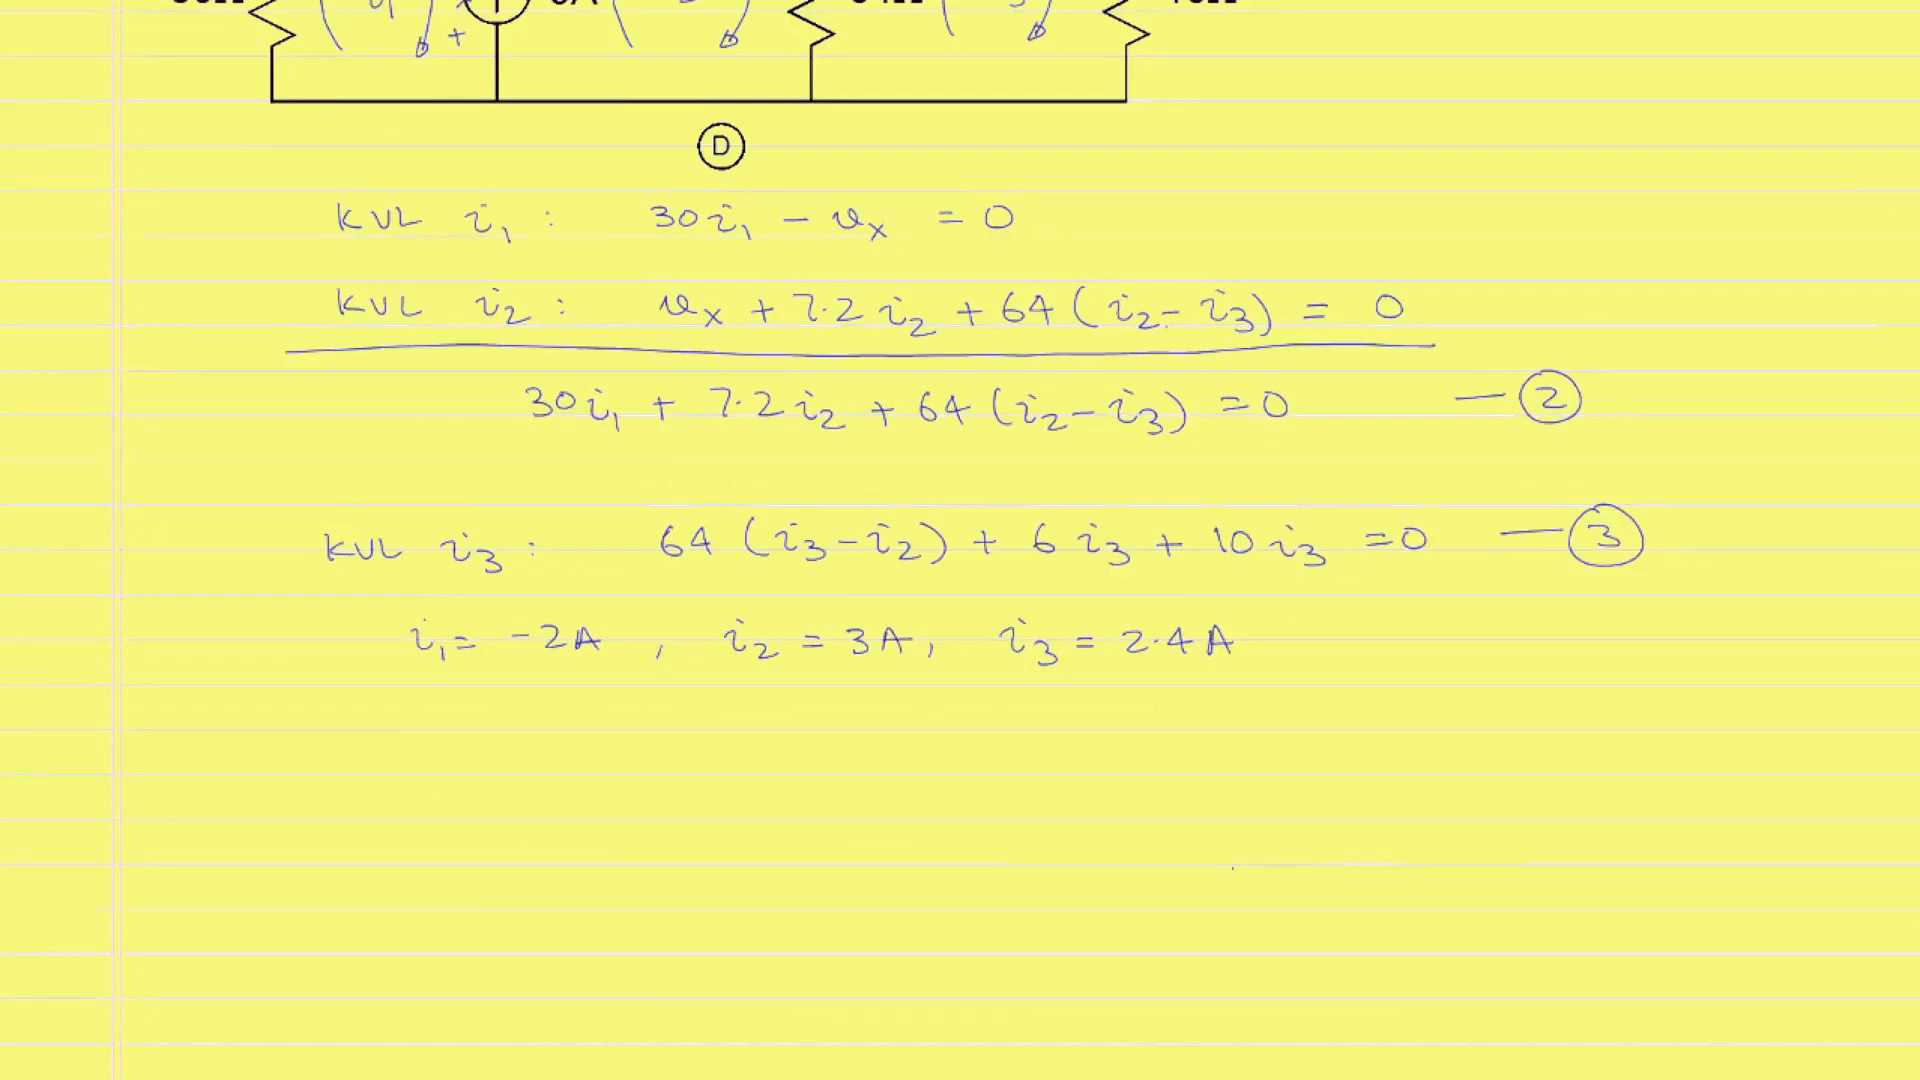 +
D
KVL i₁ : 30i₁ - vₓ = 0
KVL i₂ : vₓ + 7.2 i₂ + 64 (i₂ - i₃) = 0
30i₁ + 7.2 i₂ + 64 (i₂ - i₃) = 0 — 2
KVL i₃ : 64 (i₃ - i₂) + 6 i₃ + 10 i₃ = 0 — 3
i₁ = -2A , i₂ = 3A, i₃ = 2.4 A